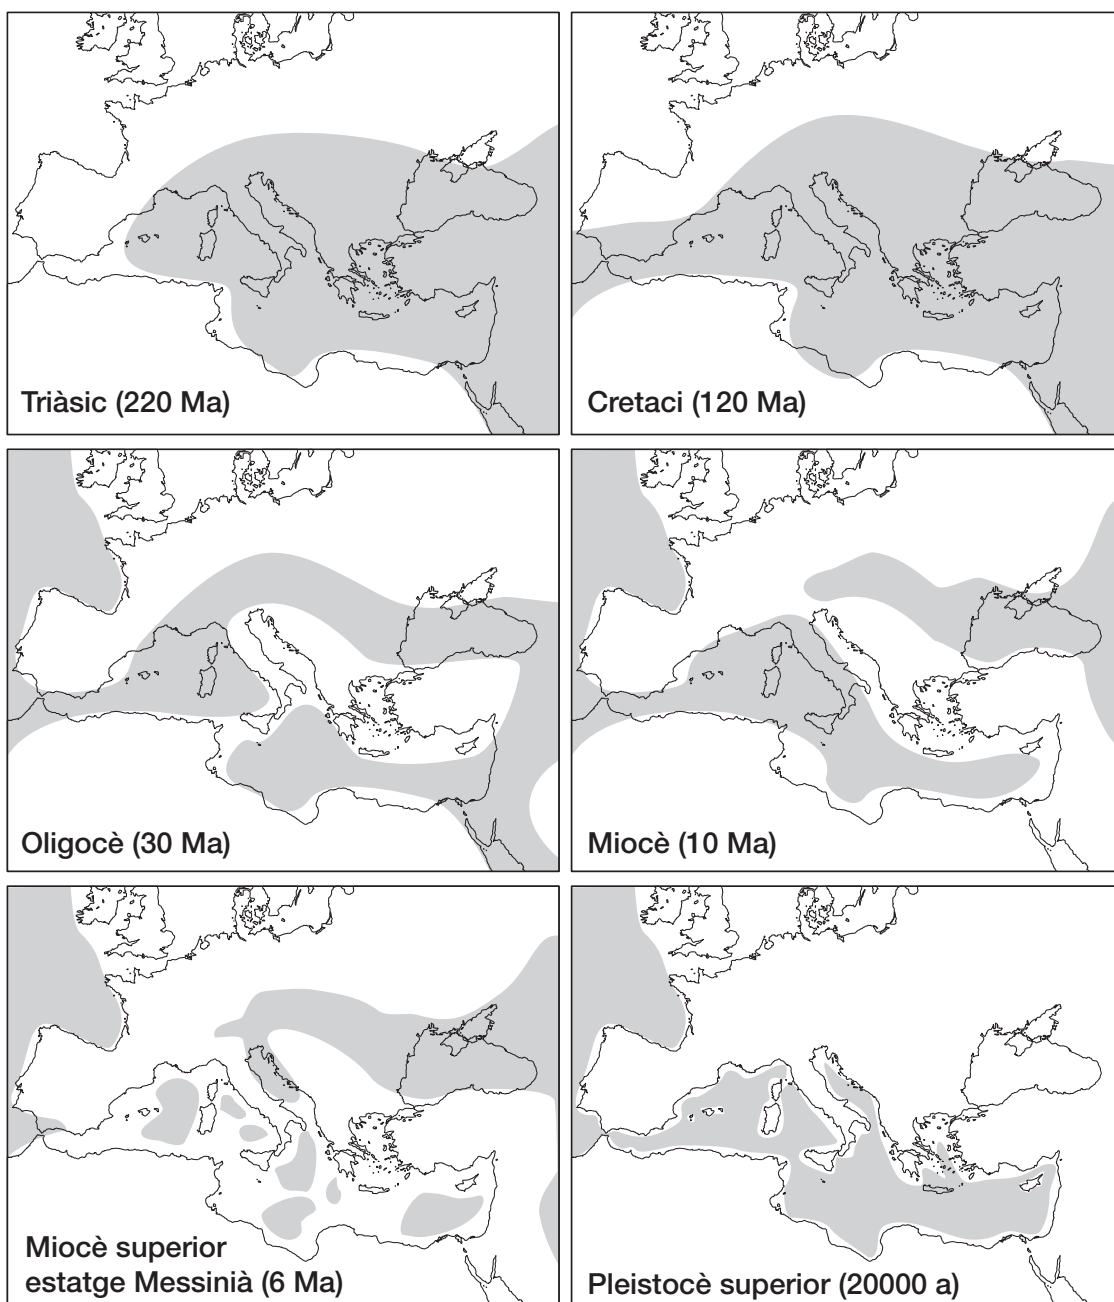 Triàsic (220 Ma)
Cretaci (120 Ma)
Oligocè (30 Ma)
Miocè (10 Ma)
Miocè superior
estatge Messinià (6 Ma)
Pleistocè superior (20000 a)